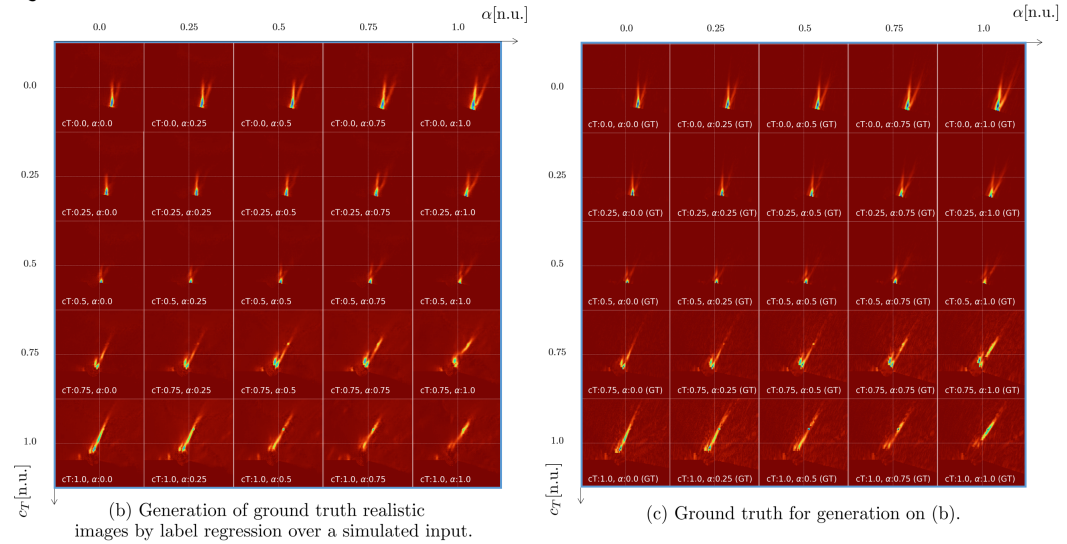 α[n.u.]
0.0 0.25 0.5 0.75 1.0
0.0
cT:0.0, α:0.0 cT:0.0, α:0.25 cT:0.0, α:0.5 cT:0.0, α:0.75 cT:0.0, α:1.0
0.25
cT:0.25, α:0.0 cT:0.25, α:0.25 cT:0.25, α:0.5 cT:0.25, α:0.75 cT:0.25, α:1.0
0.5
cT:0.5, α:0.0 cT:0.5, α:0.25 cT:0.5, α:0.5 cT:0.5, α:0.75 cT:0.5, α:1.0
0.75
cT:0.75, α:0.0 cT:0.75, α:0.25 cT:0.75, α:0.5 cT:0.75, α:0.75 cT:0.75, α:1.0
1.0
cT:1.0, α:0.0 cT:1.0, α:0.25 cT:1.0, α:0.5 cT:1.0, α:0.75 cT:1.0, α:1.0
c_T[n.u.]
(b) Generation of ground truth realistic
images by label regression over a simulated input.
α[n.u.]
0.0 0.25 0.5 0.75 1.0
0.0
cT:0.0, α:0.0 (GT) cT:0.0, α:0.25 (GT) cT:0.0, α:0.5 (GT) cT:0.0, α:0.75 (GT) cT:0.0, α:1.0 (GT)
0.25
cT:0.25, α:0.0 (GT) cT:0.25, α:0.25 (GT) cT:0.25, α:0.5 (GT) cT:0.25, α:0.75 (GT) cT:0.25, α:1.0 (GT)
0.5
cT:0.5, α:0.0 (GT) cT:0.5, α:0.25 (GT) cT:0.5, α:0.5 (GT) cT:0.5, α:0.75 (GT) cT:0.5, α:1.0 (GT)
0.75
cT:0.75, α:0.0 (GT) cT:0.75, α:0.25 (GT) cT:0.75, α:0.5 (GT) cT:0.75, α:0.75 (GT) cT:0.75, α:1.0 (GT)
1.0
cT:1.0, α:0.0 (GT) cT:1.0, α:0.25 (GT) cT:1.0, α:0.5 (GT) cT:1.0, α:0.75 (GT) cT:1.0, α:1.0 (GT)
c_T[n.u.]
(c) Ground truth for generation on (b).